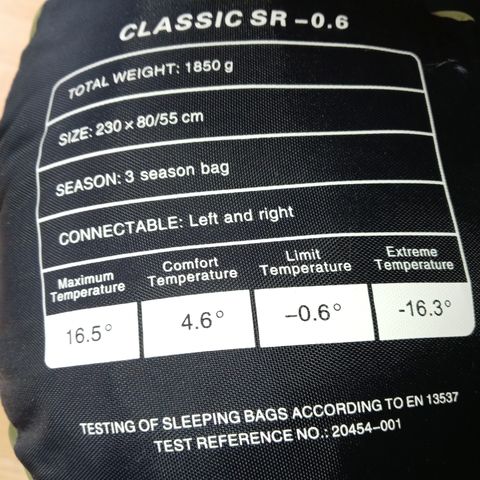 CLASSIC SR -0.6
TOTAL WEIGHT: 1850 g
SIZE: 230 x 80/55 cm
SEASON: 3 season bag
CONNECTABLE: Left and right
Maximum Temperature
Comfort Temperature
Limit Temperature
Extreme Temperature
16.5°
4.6°
-0.6°
-16.3°
TESTING OF SLEEPING BAGS ACCORDING TO EN 13537
TEST REFERENCE NO.: 20454-001